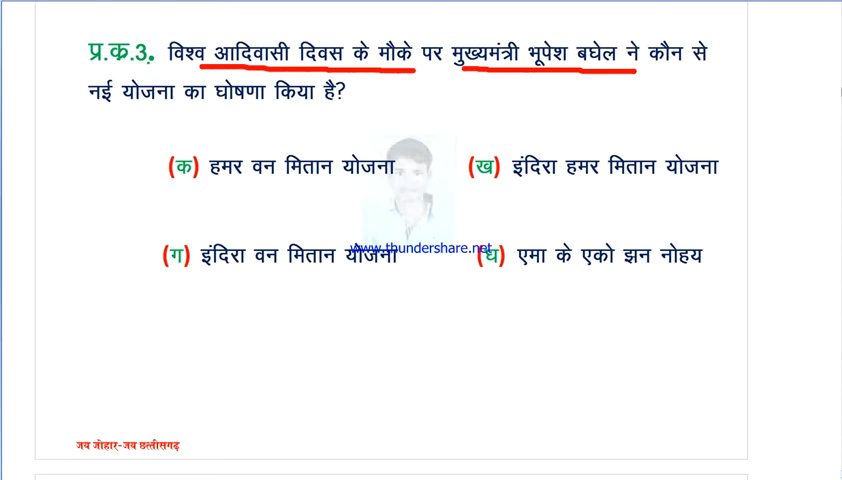 प्र.क्र.3. विश्व आदिवासी दिवस के मौके पर मुख्यमंत्री भूपेश बघेल ने कौन से
नई योजना का घोषणा किया है?
(क) हमर वन मितान योजना (ख) इंदिरा हमर मितान योजना
www.thundershare.net
(ग) इंदिरा वन मितान योजना (घ) एमा के एको झन नोहय
जय जोहार-जय छत्तीसगढ़